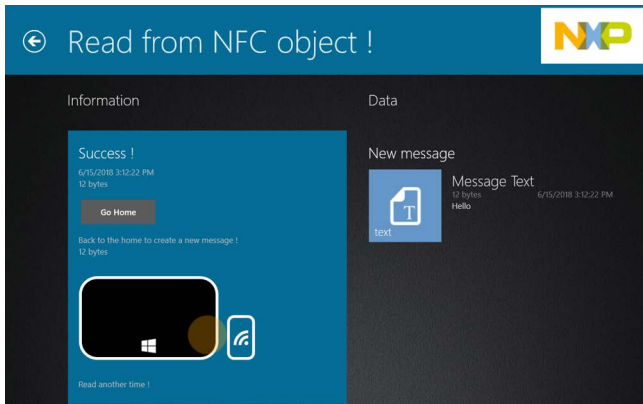 Read from NFC object !
NXP
Information
Success !
6/15/2018 3:12:22 PM
12 bytes
Go Home
Back to the home to create a new message !
12 bytes
Read another time !
Data
New message
text
Message Text
12 bytes 6/15/2018 3:12:22 PM
Hello